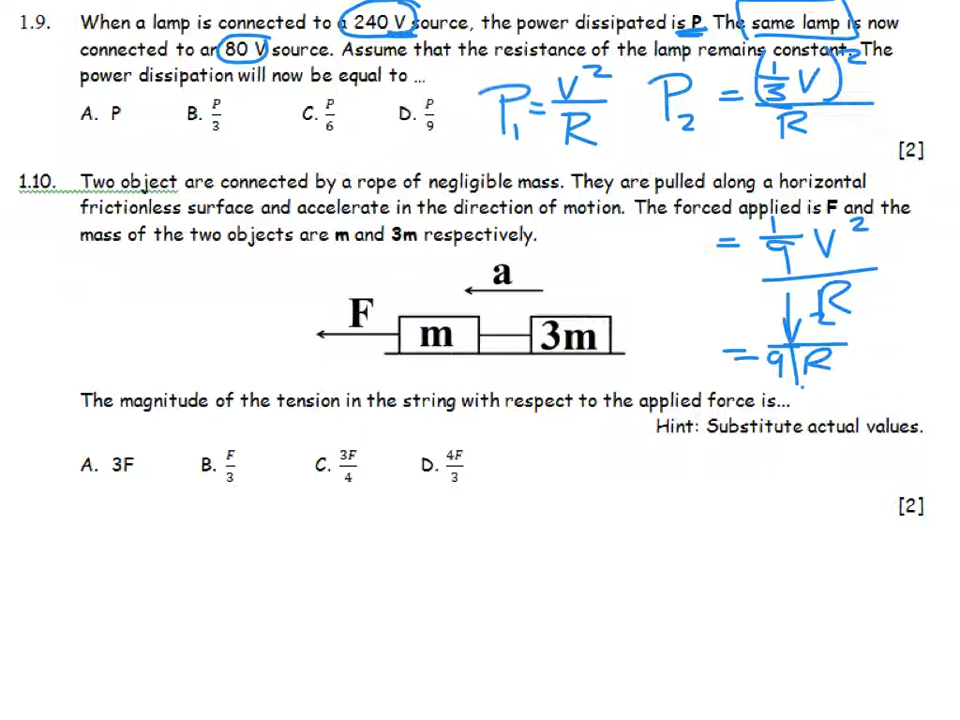 1.9. When a lamp is connected to a 240 V source, the power dissipated is P. The same lamp is now
connected to an 80 V source. Assume that the resistance of the lamp remains constant. The
power dissipation will now be equal to ...
A. P B. P/3 C. P/6 D. P/9
P₁ = V²/R P₂ = (1/3 V)²/R
[2]
1.10. Two object are connected by a rope of negligible mass. They are pulled along a horizontal
frictionless surface and accelerate in the direction of motion. The forced applied is F and the
mass of the two objects are m and 3m respectively.
= 1/9 V²/R
a
F
m 3m
= V/9R
The magnitude of the tension in the string with respect to the applied force is...
Hint: Substitute actual values.
A. 3F B. F/3 C. 3F/4 D. 4F/3
[2]